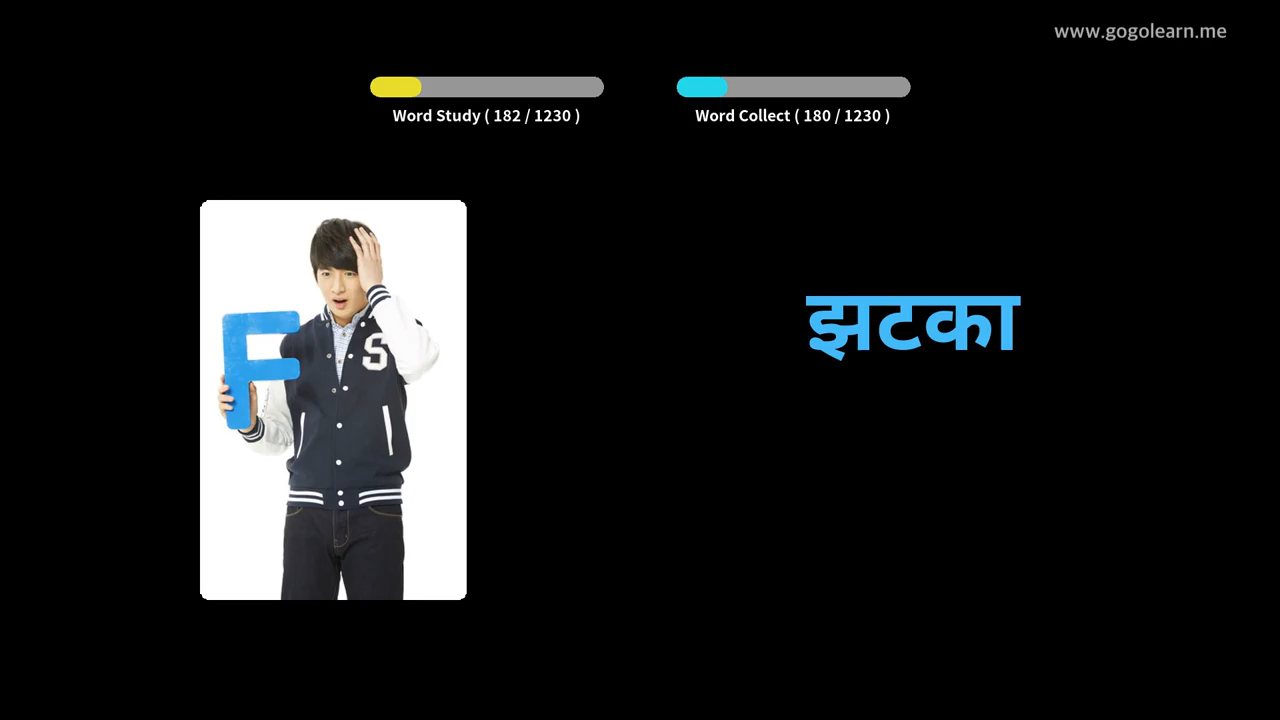 www.gogolearn.me
Word Study ( 182 / 1230 )
Word Collect ( 180 / 1230 )
F
S
झटका